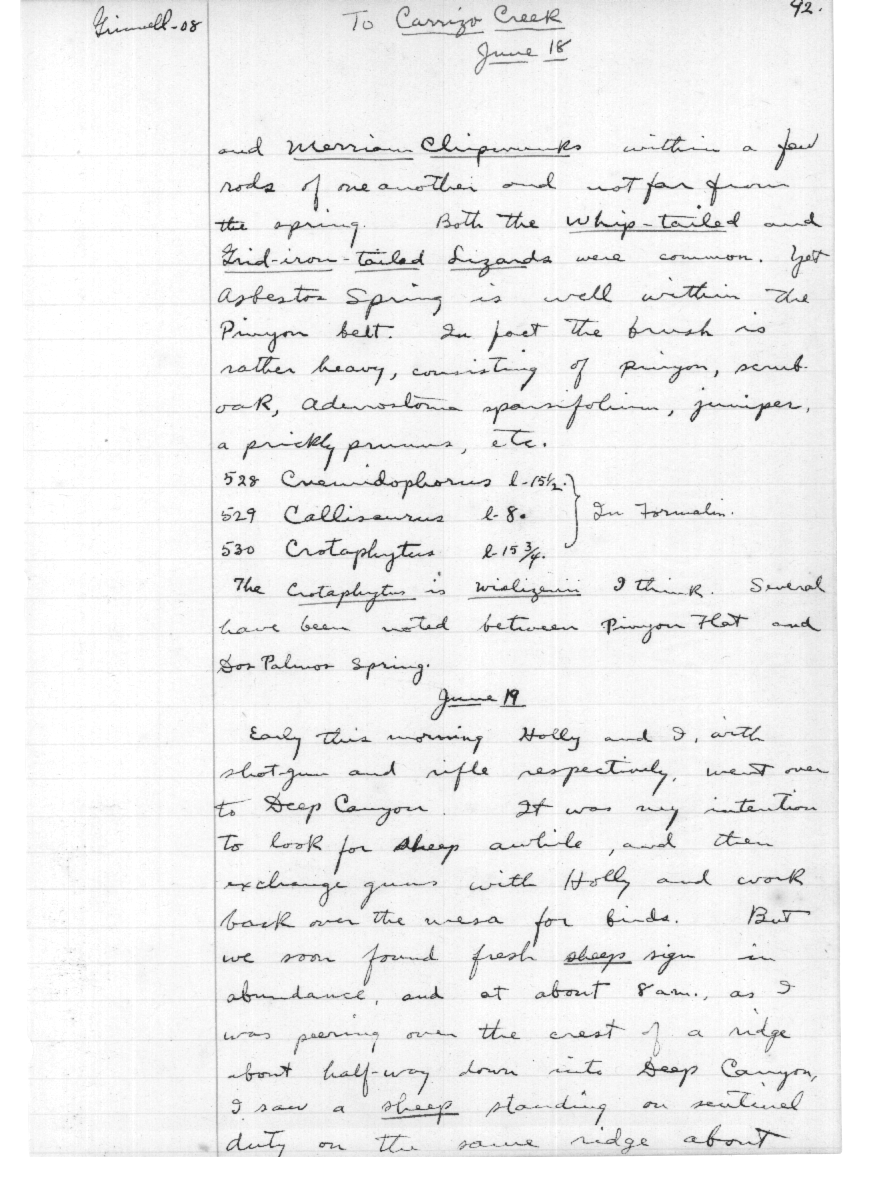 Grinnell-08
To Carrizo Creek
92.
June 18
and Merriam Chipmunks within a few
rods of one another and not far from
the spring. Both the Whip-tailed and
Grid-iron-tailed Lizards were common. Yet
Asbestos Spring is well within the
Pinyon belt. In fact the brush is
rather heavy, consisting of pinyon, scrub-
oak, Adenostoma sparsifolium, juniper,
a prickly prunus, etc.
528 Cnemidophorus l-15½.
529 Callisaurus l-8.
530 Crotaphytus l-15¾.
In Formalin.
The Crotaphytus is wislizenii I think. Several
have been noted between Pinyon Flat and
Dos Palmos Spring.
June 19
Early this morning Holly and I, with
shot-gun and rifle respectively, went over
to Deep Canyon. It was my intention
to look for sheep awhile, and then
exchange guns with Holly and work
back over the mesa for birds. But
we soon found fresh sheep sign in
abundance, and at about 8 am., as I
was peering over the crest of a ridge
about half-way down into Deep Canyon,
I saw a sheep standing on sentinel
duty on the same ridge about